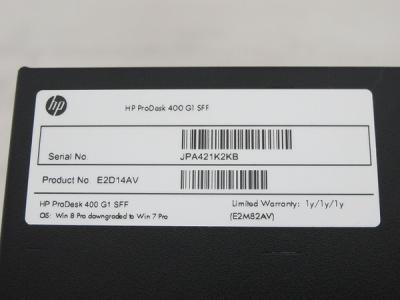 hp
HP ProDesk 400 G1 SFF
Serial No JPA421K2KB
Product No E2D14AV
HP ProDesk 400 G1 SFF Limited Warranty: 1y/1y/1y
OS: Win 8 Pro downgraded to Win 7 Pro (E2M82AV)